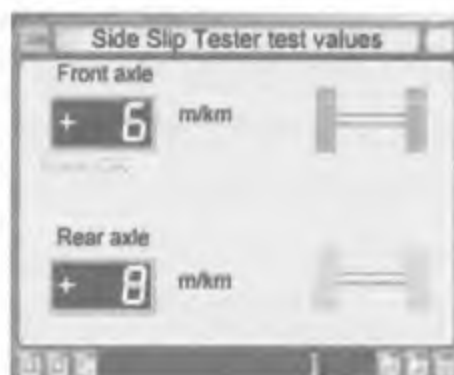 Side Slip Tester test values
Front axle
+ 6 m/km
Rear axle
+ 8 m/km